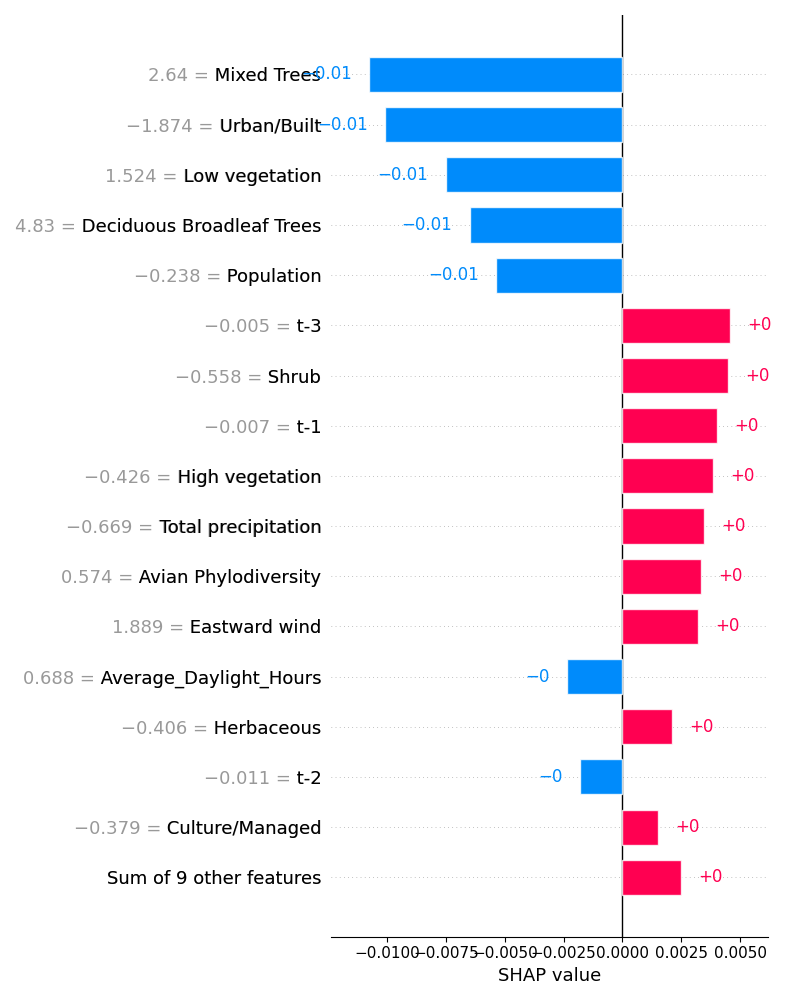 2.64 = Mixed Trees −0.01
−1.874 = Urban/Built −0.01
1.524 = Low vegetation −0.01
4.83 = Deciduous Broadleaf Trees −0.01
−0.238 = Population −0.01
−0.005 = t-3 +0
−0.558 = Shrub +0
−0.007 = t-1 +0
−0.426 = High vegetation +0
−0.669 = Total precipitation +0
0.574 = Avian Phylodiversity +0
1.889 = Eastward wind +0
0.688 = Average_Daylight_Hours −0
−0.406 = Herbaceous +0
−0.011 = t-2 −0
−0.379 = Culture/Managed +0
Sum of 9 other features +0
−0.0100 −0.0075 −0.0050 −0.0025 0.0000 0.0025 0.0050
SHAP value